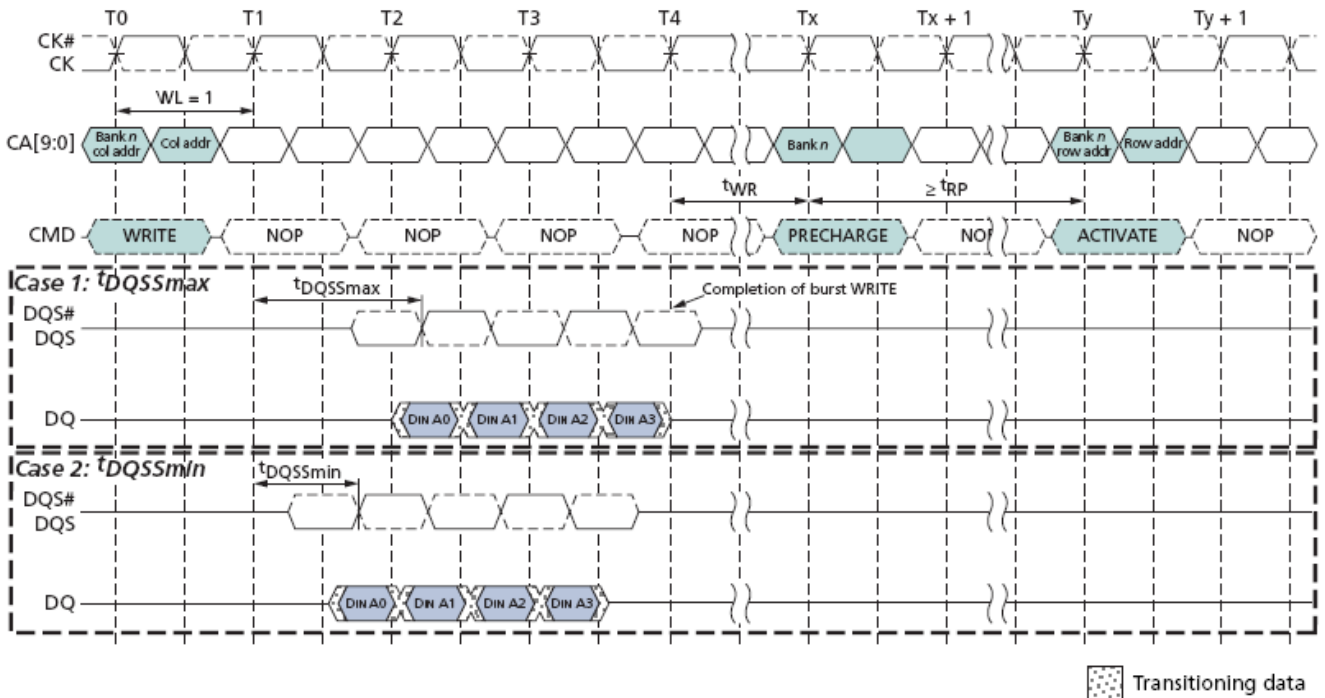 T0 T1 T2 T3 T4 Tx Tx + 1 Ty Ty + 1
CK#
CK
WL = 1
CA[9:0] Bank n col addr Col addr Bank n Bank n row addr Row addr
tWR ≥ tRP
CMD WRITE NOP NOP NOP NOP PRECHARGE NOP ACTIVATE NOP
Case 1: tDQSSmax
tDQSSmax
Completion of burst WRITE
DQS#
DQS
DQ DIN A0 DIN A1 DIN A2 DIN A3
Case 2: tDQSSmin
tDQSSmin
DQS#
DQS
DQ DIN A0 DIN A1 DIN A2 DIN A3
Transitioning data